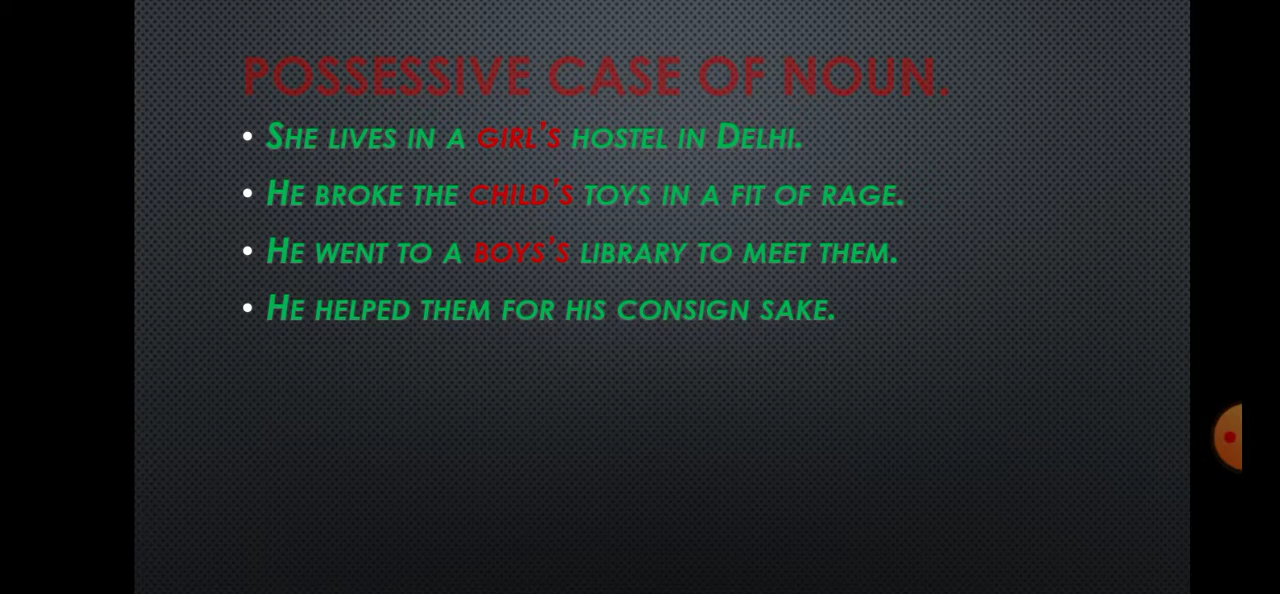 POSSESSIVE CASE OF NOUN.
• SHE LIVES IN A GIRL'S HOSTEL IN DELHI.
• HE BROKE THE CHILD'S TOYS IN A FIT OF RAGE.
• HE WENT TO A BOYS'S LIBRARY TO MEET THEM.
• HE HELPED THEM FOR HIS CONSIGN SAKE.